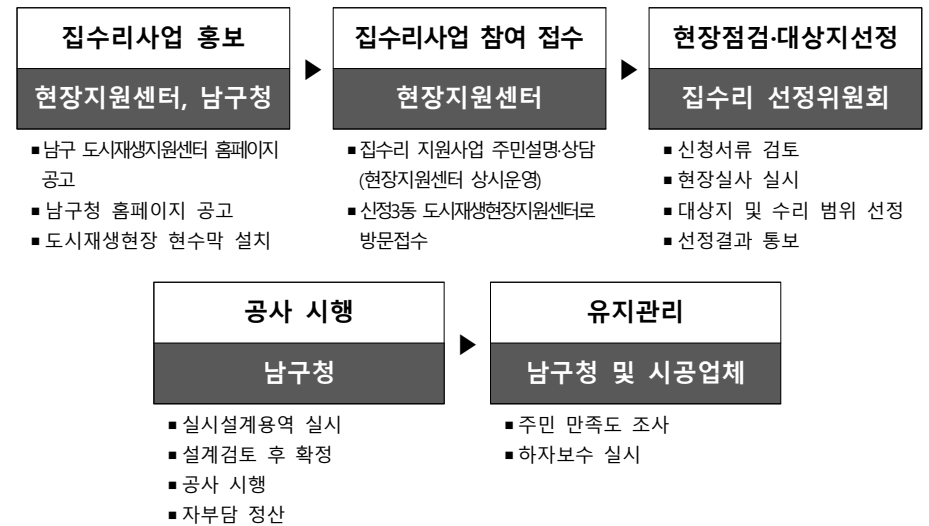 집수리사업 홍보
현장지원센터, 남구청
■ 남구 도시재생지원센터 홈페이지
공고
■ 남구청 홈페이지 공고
■ 도시재생현장 현수막 설치
▶
집수리사업 참여 접수
현장지원센터
■ 집수리 지원사업 주민설명·상담
(현장지원센터 상시운영)
■ 신정3동 도시재생현장지원센터로
방문접수
▶
현장점검·대상지선정
집수리 선정위원회
■ 신청서류 검토
■ 현장실사 실시
■ 대상지 및 수리 범위 선정
■ 선정결과 통보
공사 시행
남구청
■ 실시설계용역 실시
■ 설계검토 후 확정
■ 공사 시행
■ 자부담 정산
▶
유지관리
남구청 및 시공업체
■ 주민 만족도 조사
■ 하자보수 실시